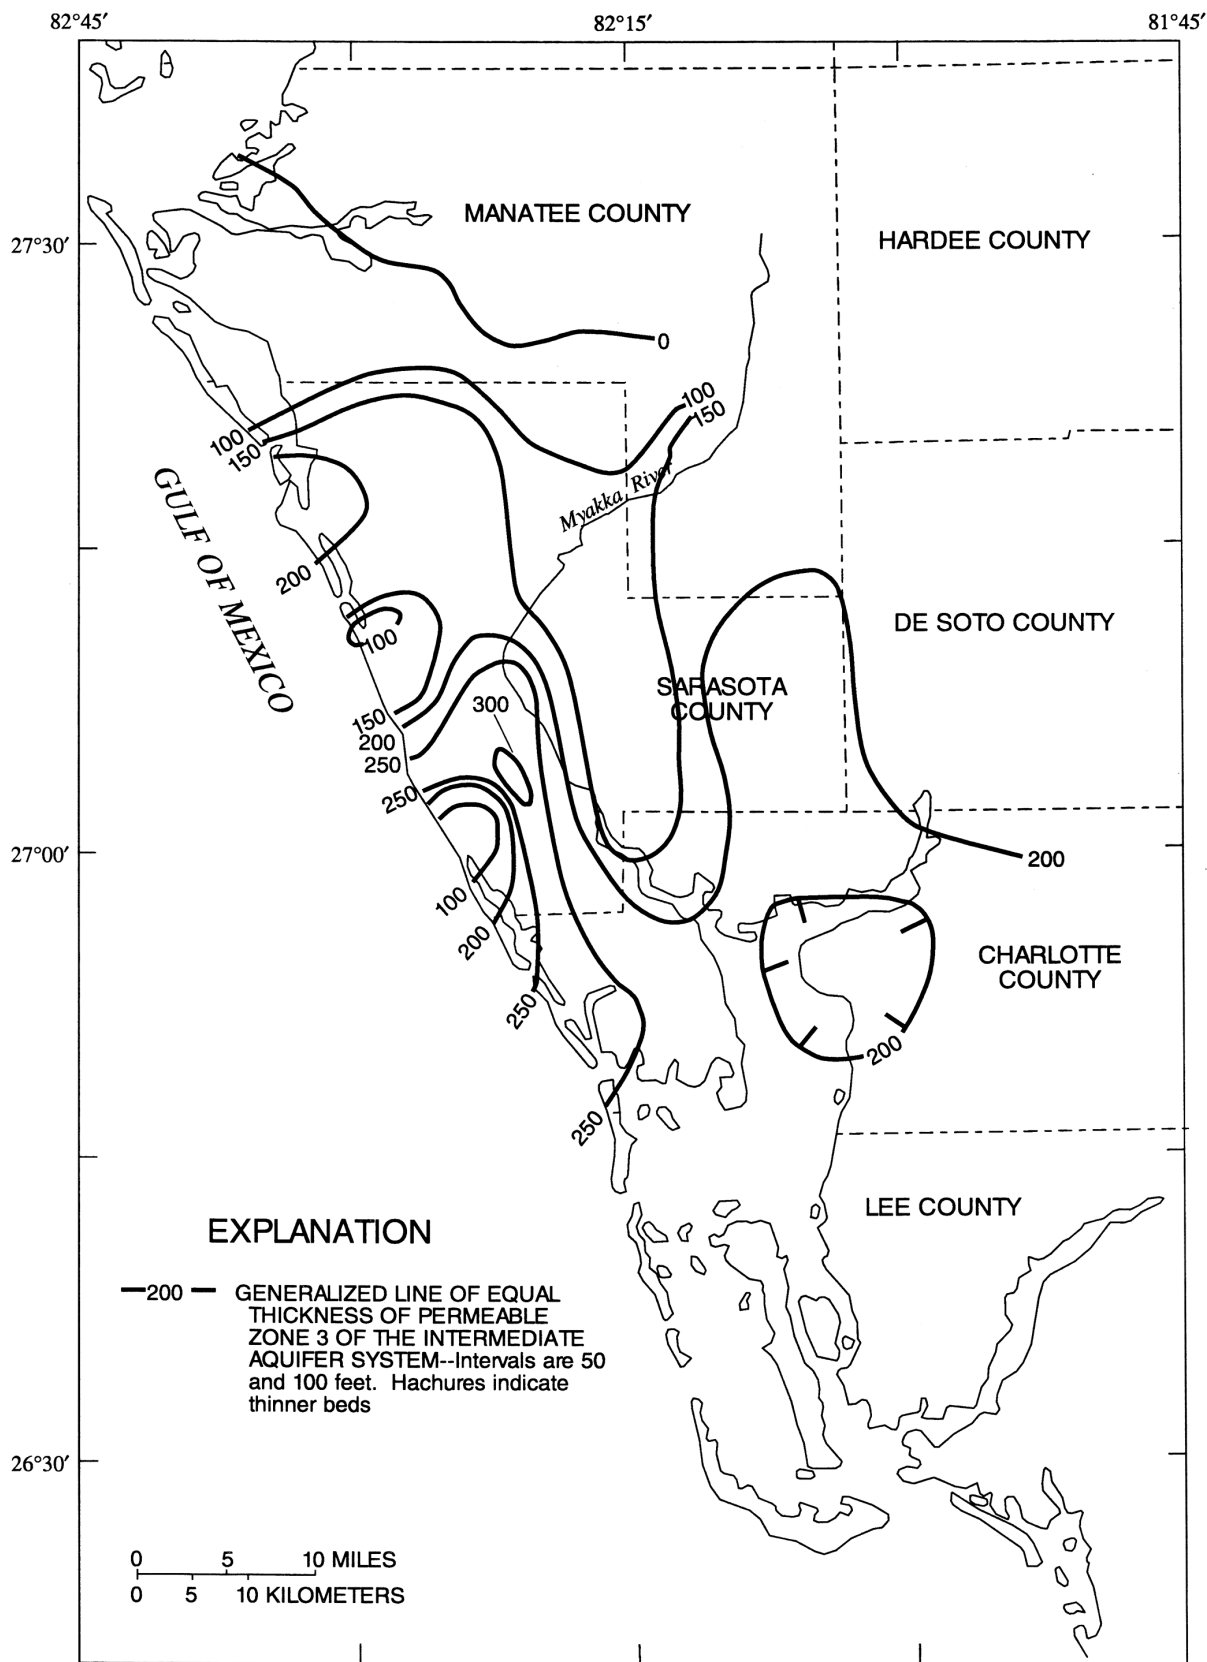 82°45′
82°15′
81°45′
MANATEE COUNTY
HARDEE COUNTY
27°30′
0
100
150
100
150
Myakka River
GULF OF MEXICO
200
DE SOTO COUNTY
100
SARASOTA
COUNTY
300
150
200
250
250
27°00′
200
100
200
CHARLOTTE
COUNTY
250
200
250
LEE COUNTY
EXPLANATION
200
GENERALIZED LINE OF EQUAL
THICKNESS OF PERMEABLE
ZONE 3 OF THE INTERMEDIATE
AQUIFER SYSTEM--Intervals are 50
and 100 feet. Hachures indicate
thinner beds
26°30′
0 5 10 MILES
0 5 10 KILOMETERS